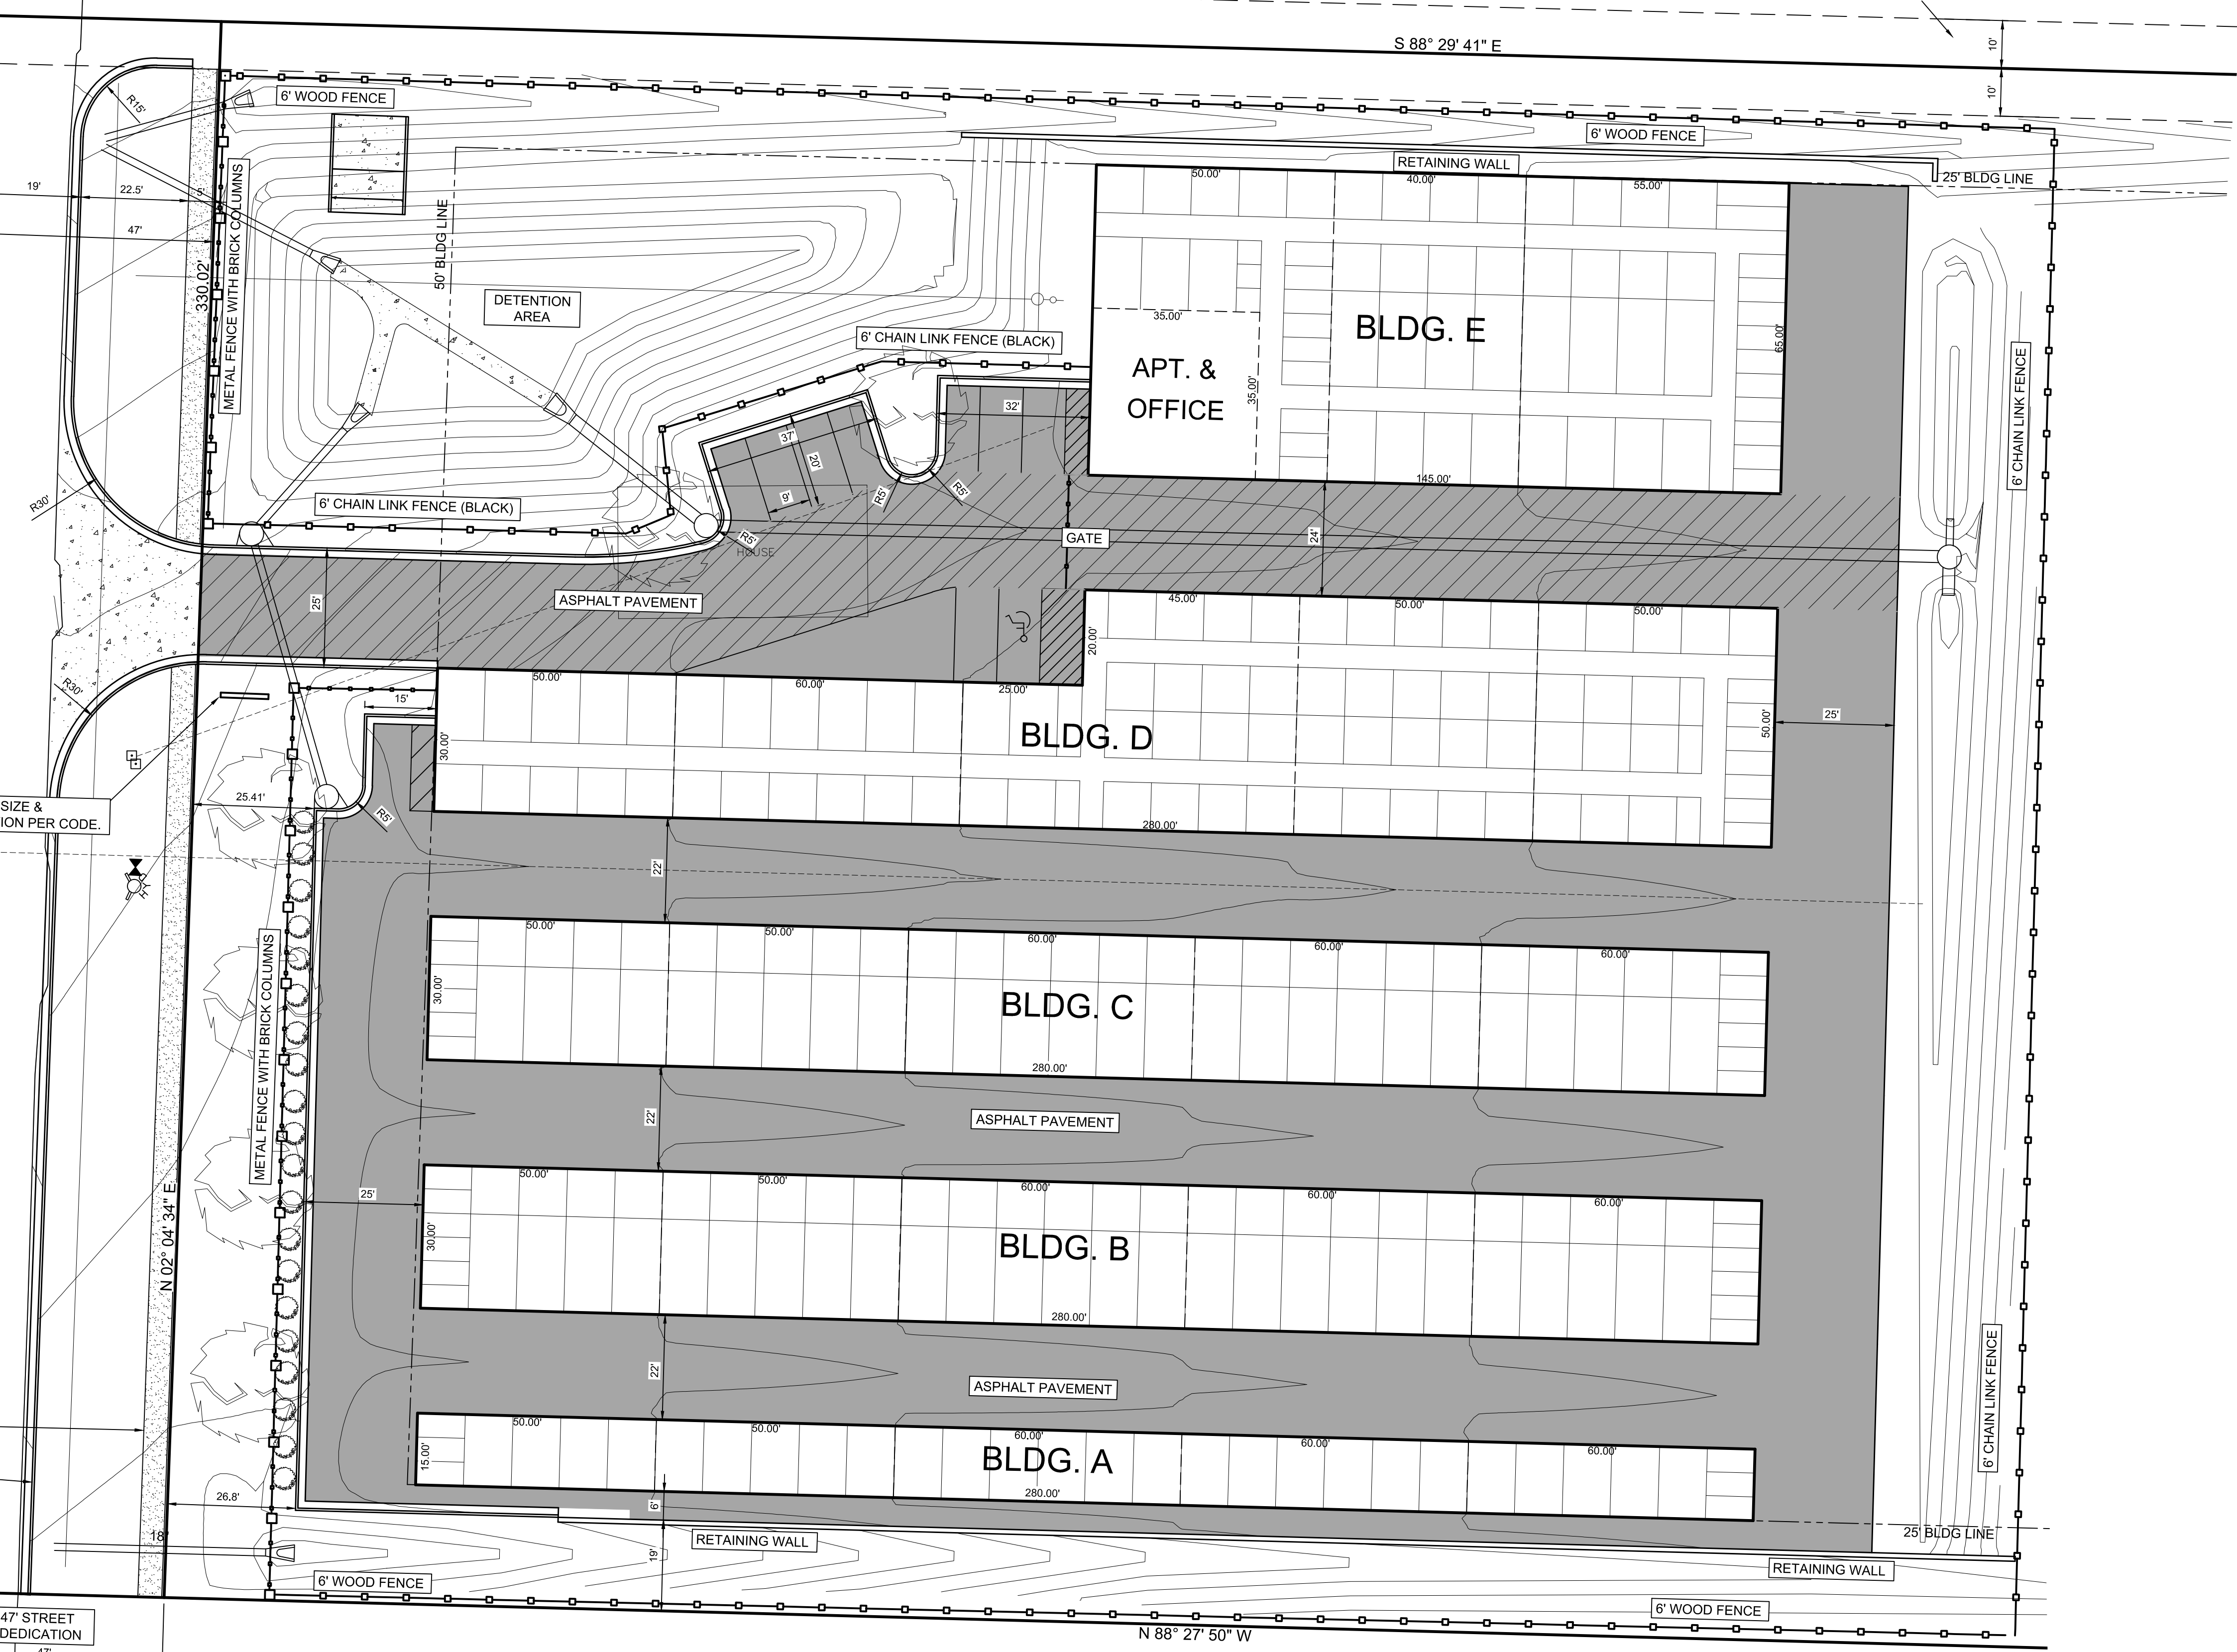 S 88° 29' 41" E
10'
10'
6' WOOD FENCE
R15'
6' WOOD FENCE
RETAINING WALL
25' BLDG LINE
50.00'
40.00'
55.00'
19'
22.5'
5'
47'
330.02'
METAL FENCE WITH BRICK COLUMNS
50' BLDG LINE
DETENTION
AREA
6' CHAIN LINK FENCE (BLACK)
35.00'
BLDG. E
65.00'
APT. &
OFFICE
35.00'
6' CHAIN LINK FENCE
32'
37'
20'
9'
R5'
R5'
145.00'
R30'
6' CHAIN LINK FENCE (BLACK)
R5'
HOUSE
GATE
24'
25'
ASPHALT PAVEMENT
45.00'
50.00'
50.00'
20.00'
R30'
15'
50.00'
60.00'
25.00'
BLDG. D
50.00'
25'
30.00'
SIZE &
ION PER CODE.
25.41'
R5'
280.00'
HY
22'
50.00'
50.00'
60.00'
60.00'
60.00'
METAL FENCE WITH BRICK COLUMNS
30.00'
BLDG. C
280.00'
22'
ASPHALT PAVEMENT
N 02° 04' 34" E
25'
50.00'
50.00'
60.00'
60.00'
60.00'
30.00'
BLDG. B
280.00'
22'
ASPHALT PAVEMENT
6' CHAIN LINK FENCE
50.00'
50.00'
60.00'
60.00'
60.00'
15.00'
BLDG. A
280.00'
26.8'
6'
18'
25' BLDG LINE
RETAINING WALL
19'
RETAINING WALL
6' WOOD FENCE
6' WOOD FENCE
47' STREET
DEDICATION
47'
N 88° 27' 50" W